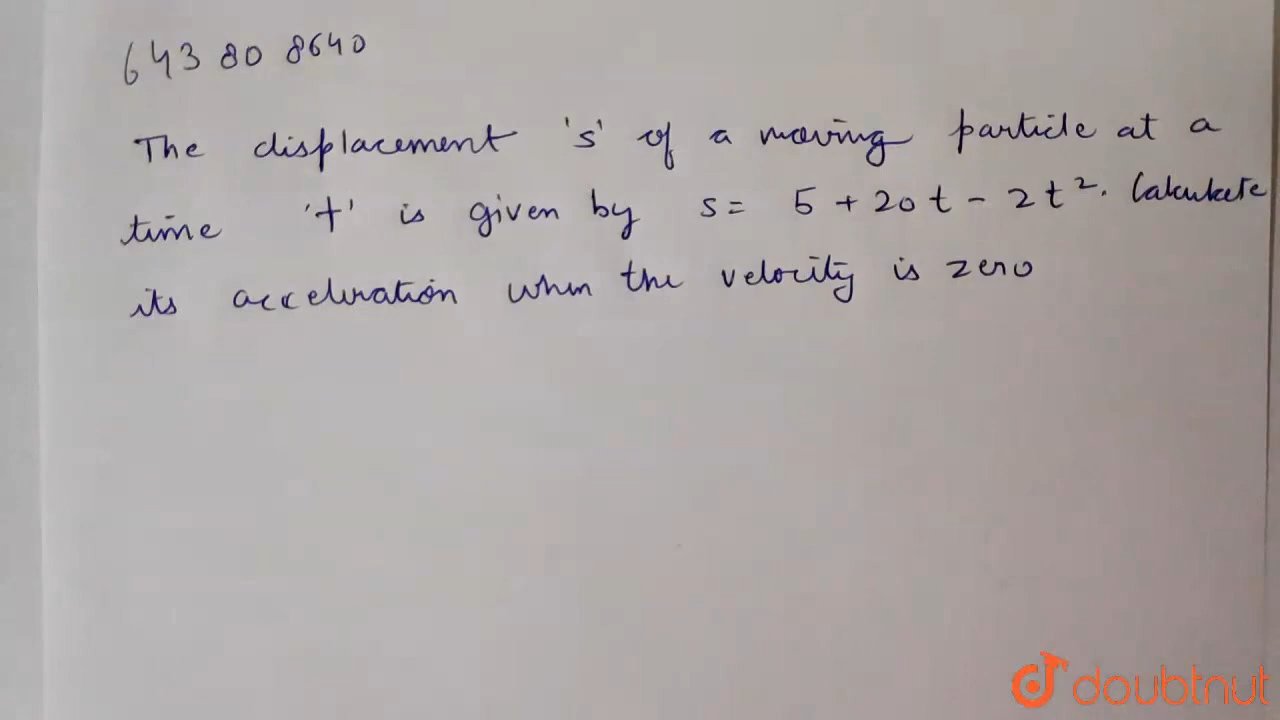 643 80 8640
The displacement 's' of a moving particle at a
time 't' is given by s= 5 + 20t - 2t². Calculate
its acceleration when the velocity is zero
doubtnut